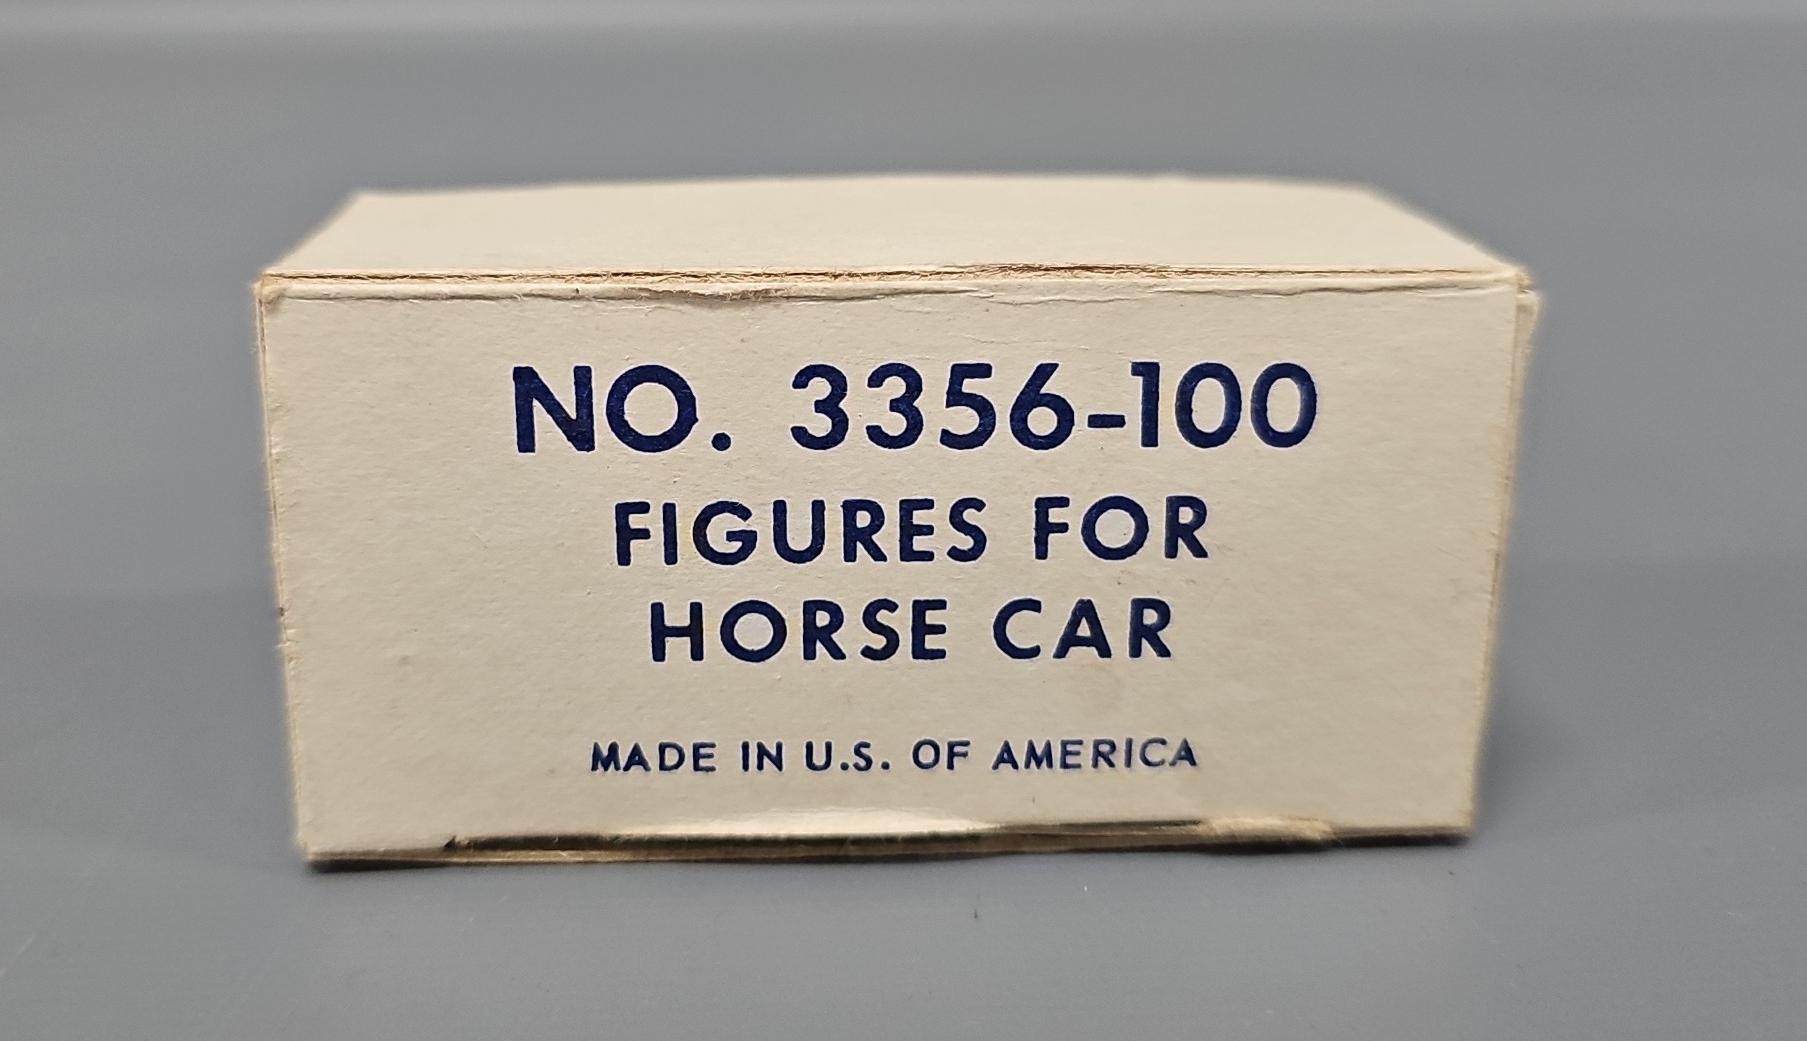 NO. 3356-100
FIGURES FOR
HORSE CAR
MADE IN U.S. OF AMERICA